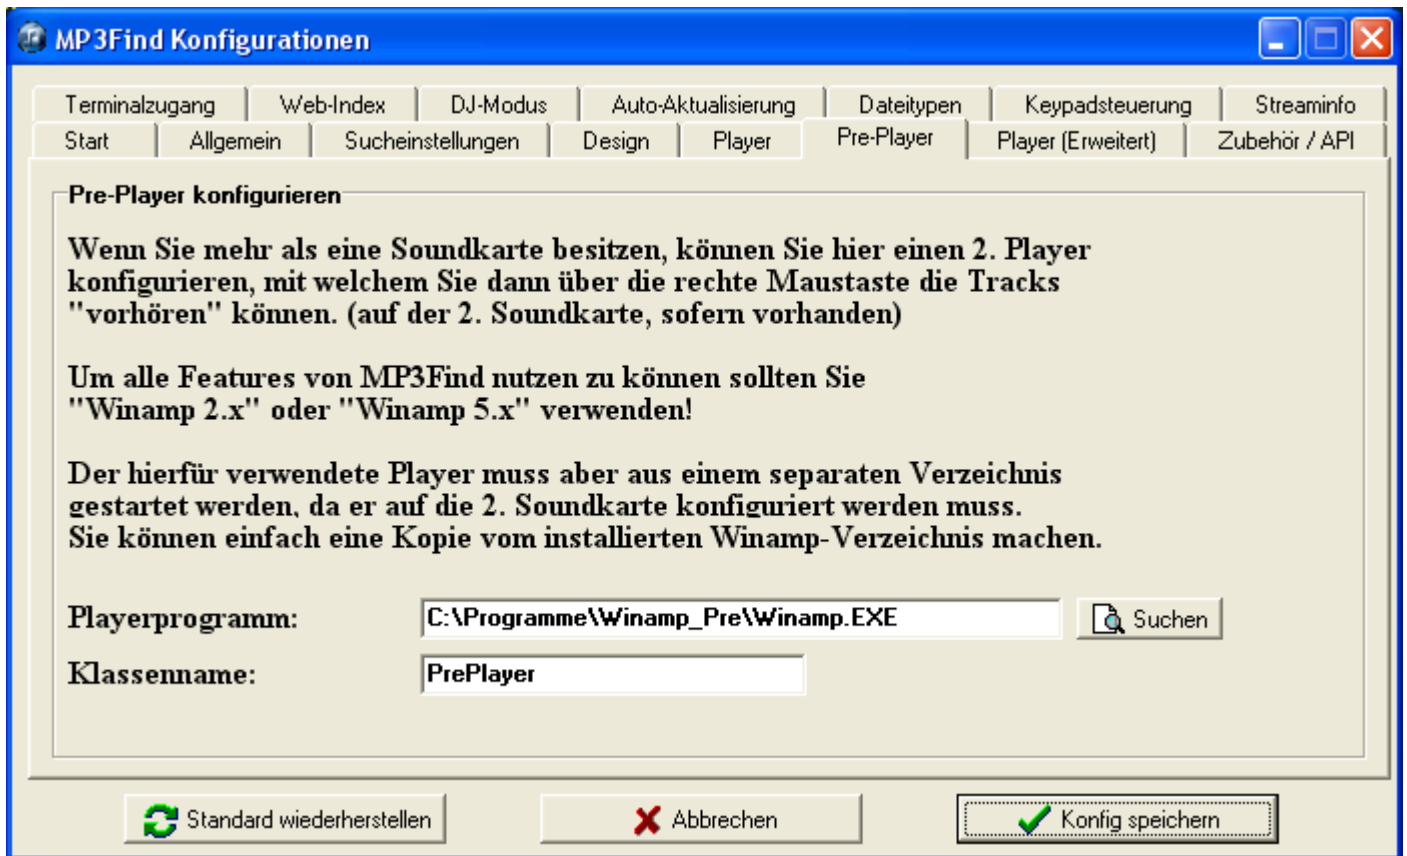 MP3Find Konfigurationen
Terminalzugang
Web-Index
DJ-Modus
Auto-Aktualisierung
Dateitypen
Keypadsteuerung
Streaminfo
Start
Allgemein
Sucheinstellungen
Design
Player
Pre-Player
Player (Erweitert)
Zubehör / API
Pre-Player konfigurieren
Wenn Sie mehr als eine Soundkarte besitzen, können Sie hier einen 2. Player
konfigurieren, mit welchem Sie dann über die rechte Maustaste die Tracks
"vorhören" können. (auf der 2. Soundkarte, sofern vorhanden)
Um alle Features von MP3Find nutzen zu können sollten Sie
"Winamp 2.x" oder "Winamp 5.x" verwenden!
Der hierfür verwendete Player muss aber aus einem separaten Verzeichnis
gestartet werden, da er auf die 2. Soundkarte konfiguriert werden muss.
Sie können einfach eine Kopie vom installierten Winamp-Verzeichnis machen.
Playerprogramm:
C:\Programme\Winamp_Pre\Winamp.EXE
Suchen
Klassenname:
PrePlayer
Standard wiederherstellen
Abbrechen
Konfig speichern